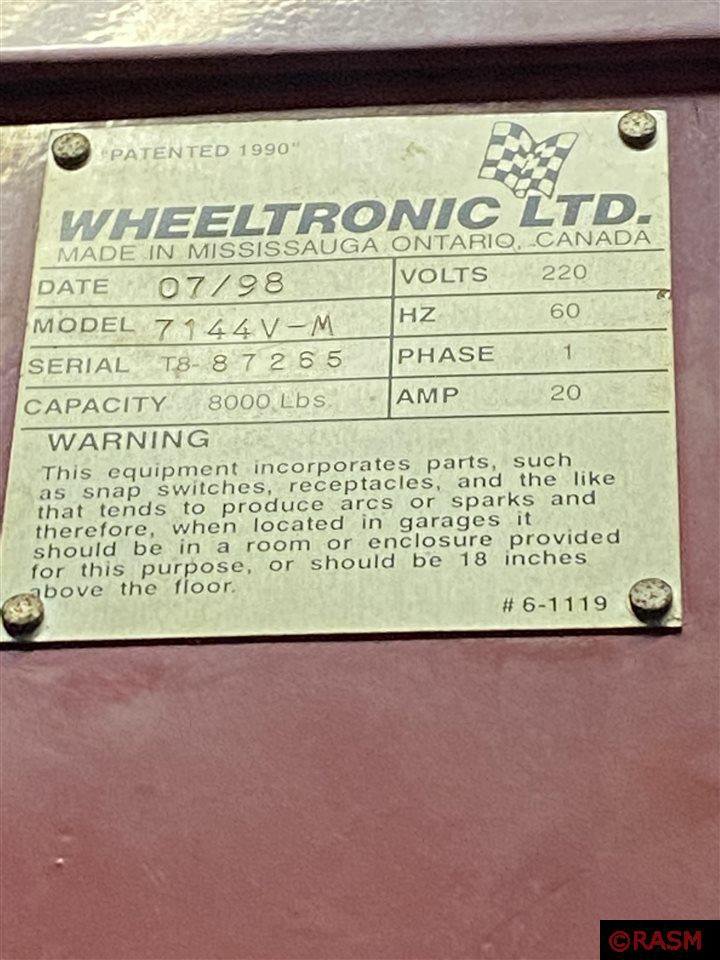 "PATENTED 1990"
WHEELTRONIC LTD.
MADE IN MISSISSAUGA ONTARIO, CANADA
DATE 07/98 VOLTS 220
MODEL 7144V-M HZ 60
SERIAL T8-87265 PHASE 1
CAPACITY 8000 Lbs. AMP 20
WARNING
This equipment incorporates parts, such
as snap switches, receptacles, and the like
that tends to produce arcs or sparks and
therefore, when located in garages it
should be in a room or enclosure provided
for this purpose, or should be 18 inches
above the floor.
# 6-1119
©RASM